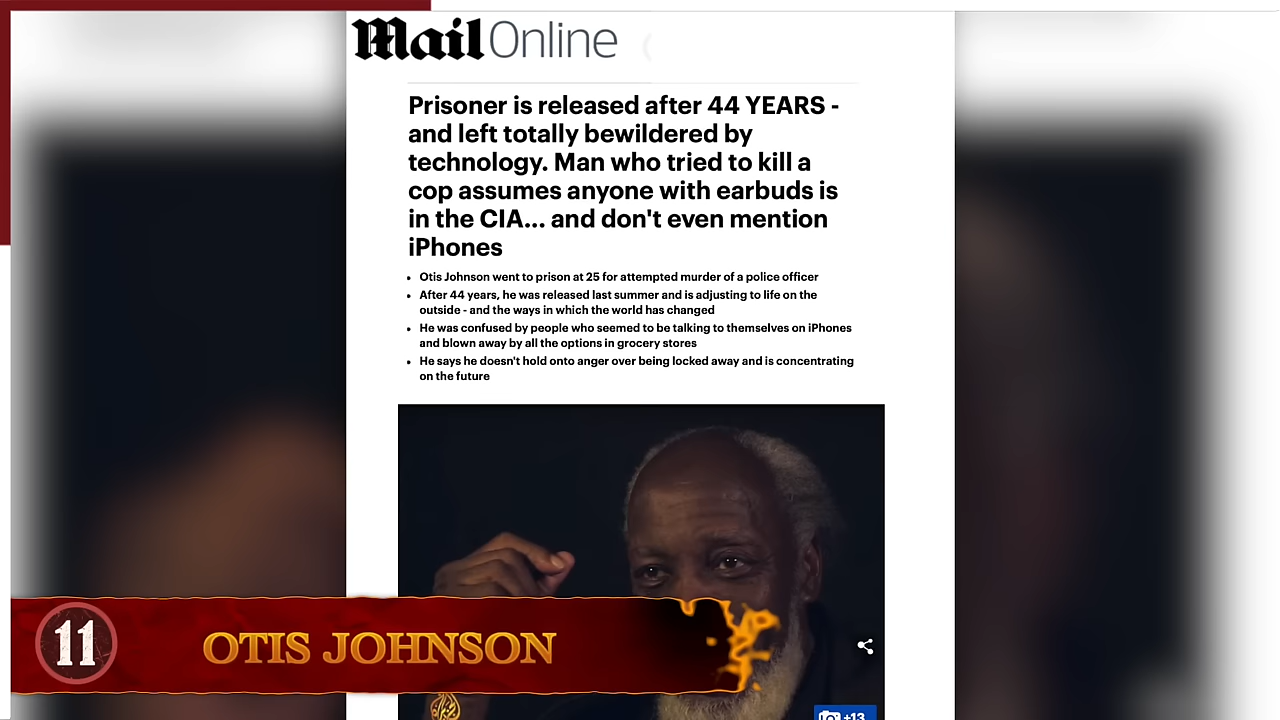 Mail Online
Prisoner is released after 44 YEARS -
and left totally bewildered by
technology. Man who tried to kill a
cop assumes anyone with earbuds is
in the CIA... and don't even mention
iPhones
• Otis Johnson went to prison at 25 for attempted murder of a police officer
• After 44 years, he was released last summer and is adjusting to life on the
outside - and the ways in which the world has changed
• He was confused by people who seemed to be talking to themselves on iPhones
and blown away by all the options in grocery stores
• He says he doesn't hold onto anger over being locked away and is concentrating
on the future
11 OTIS JOHNSON
+13